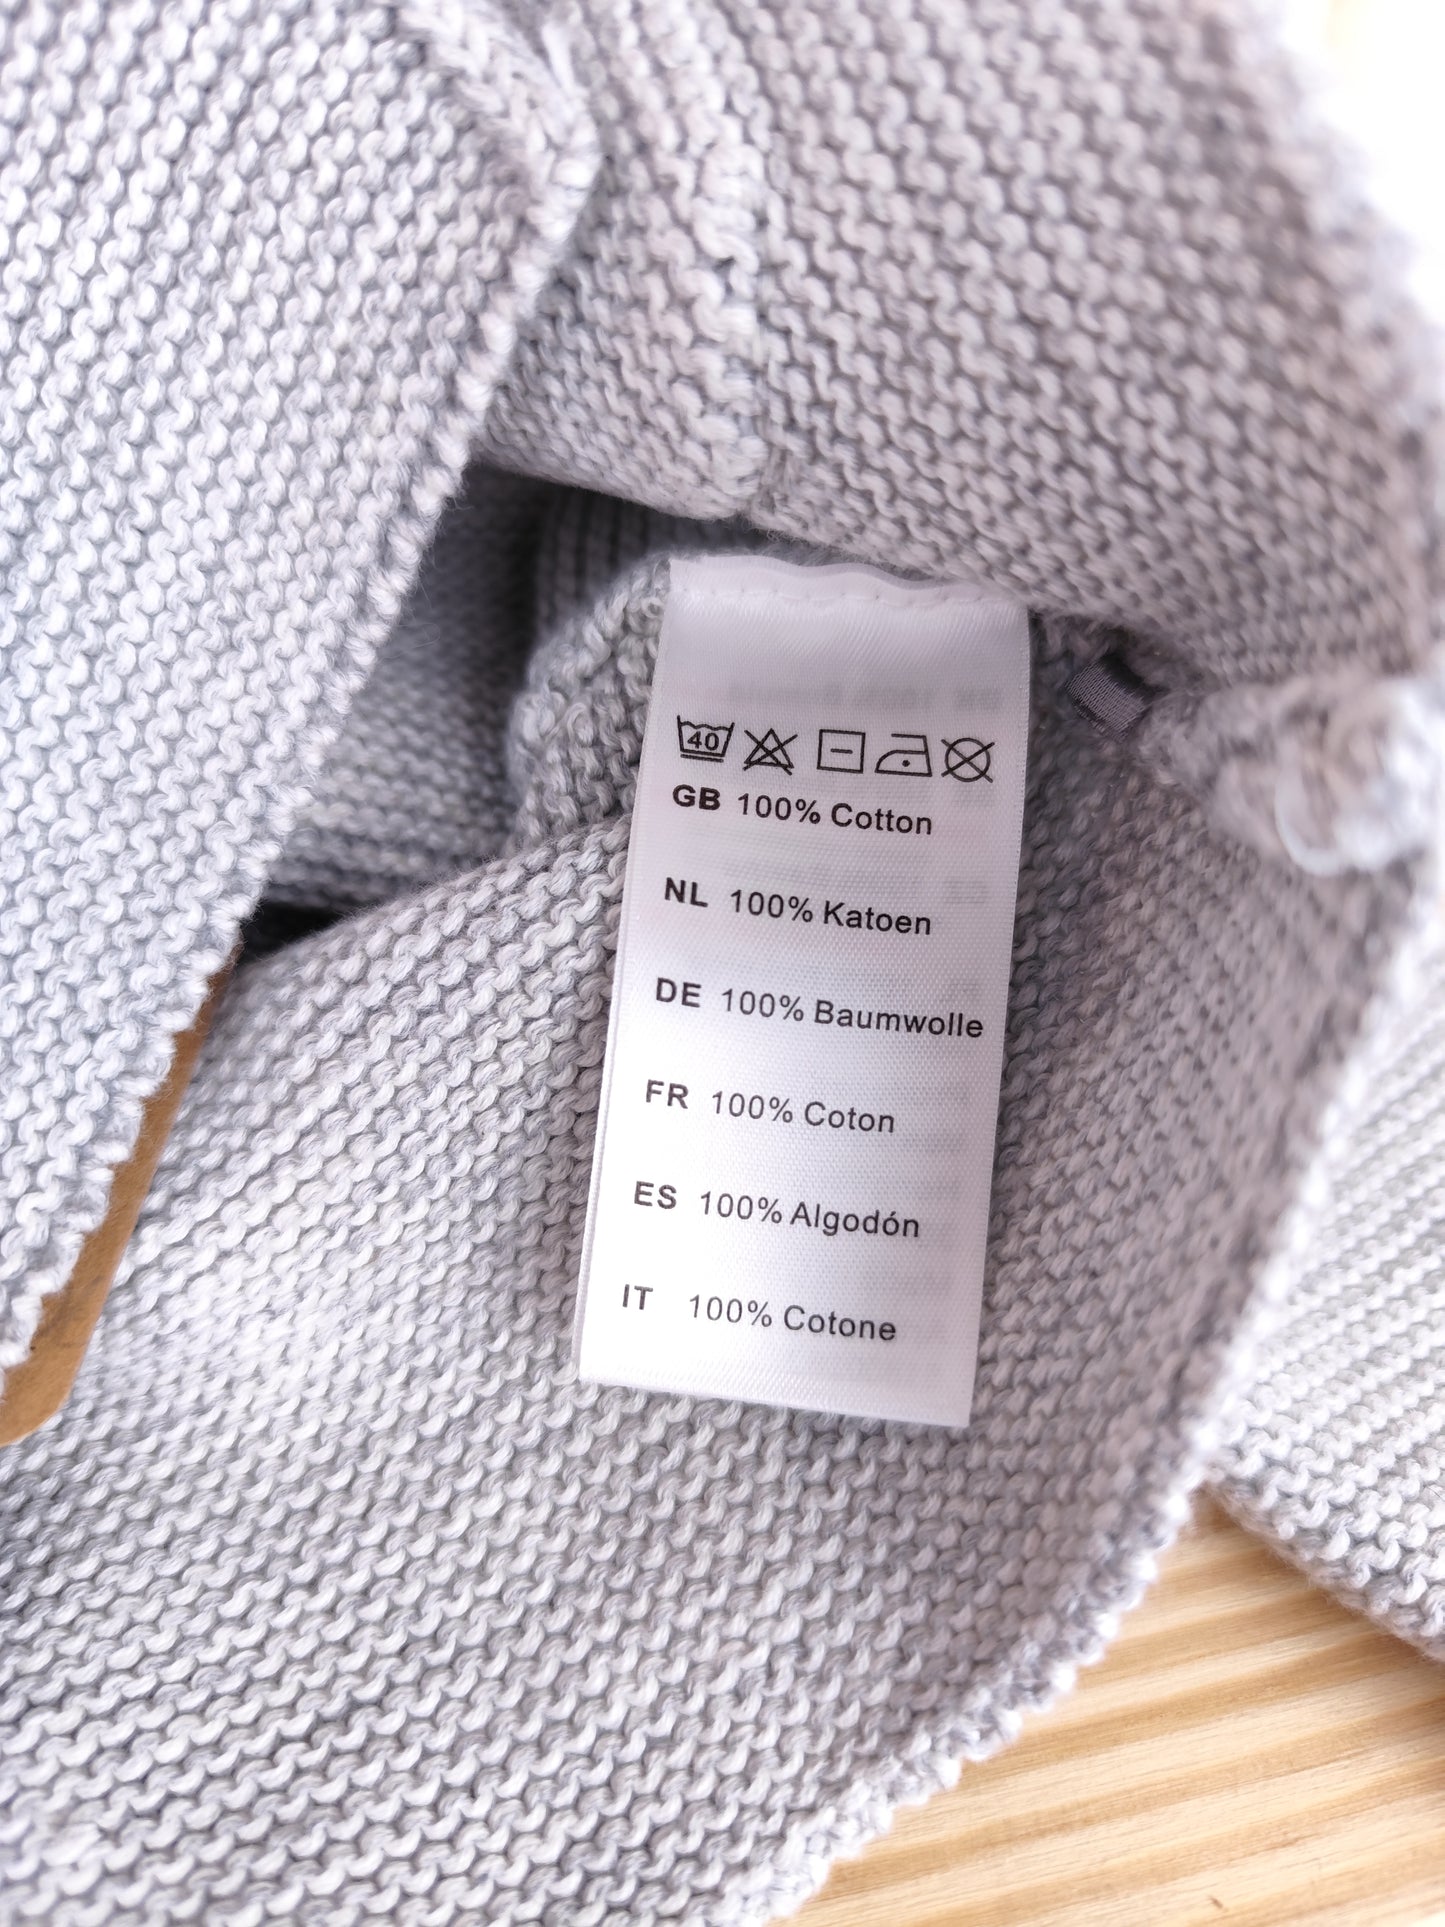 40
GB 100% Cotton
NL 100% Katoen
DE 100% Baumwolle
FR 100% Coton
ES 100% Algodón
IT 100% Cotone